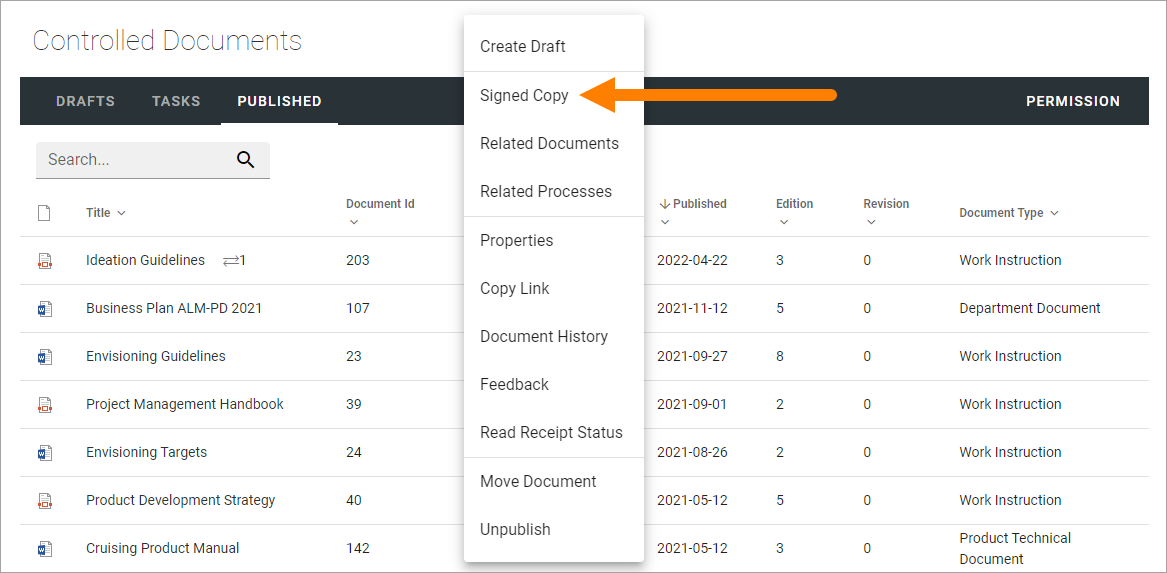 Controlled Documents
DRAFTS TASKS PUBLISHED PERMISSION
Search...
Create Draft
Signed Copy
Related Documents
Related Processes
Properties
Copy Link
Document History
Feedback
Read Receipt Status
Move Document
Unpublish
Title Document Id Published Edition Revision Document Type
Ideation Guidelines 1 203 2022-04-22 3 0 Work Instruction
Business Plan ALM-PD 2021 107 2021-11-12 5 0 Department Document
Envisioning Guidelines 23 2021-09-27 8 0 Work Instruction
Project Management Handbook 39 2021-09-01 2 0 Work Instruction
Envisioning Targets 24 2021-08-26 2 0 Work Instruction
Product Development Strategy 40 2021-05-12 5 0 Work Instruction
Cruising Product Manual 142 2021-05-12 3 0 Product Technical
Document